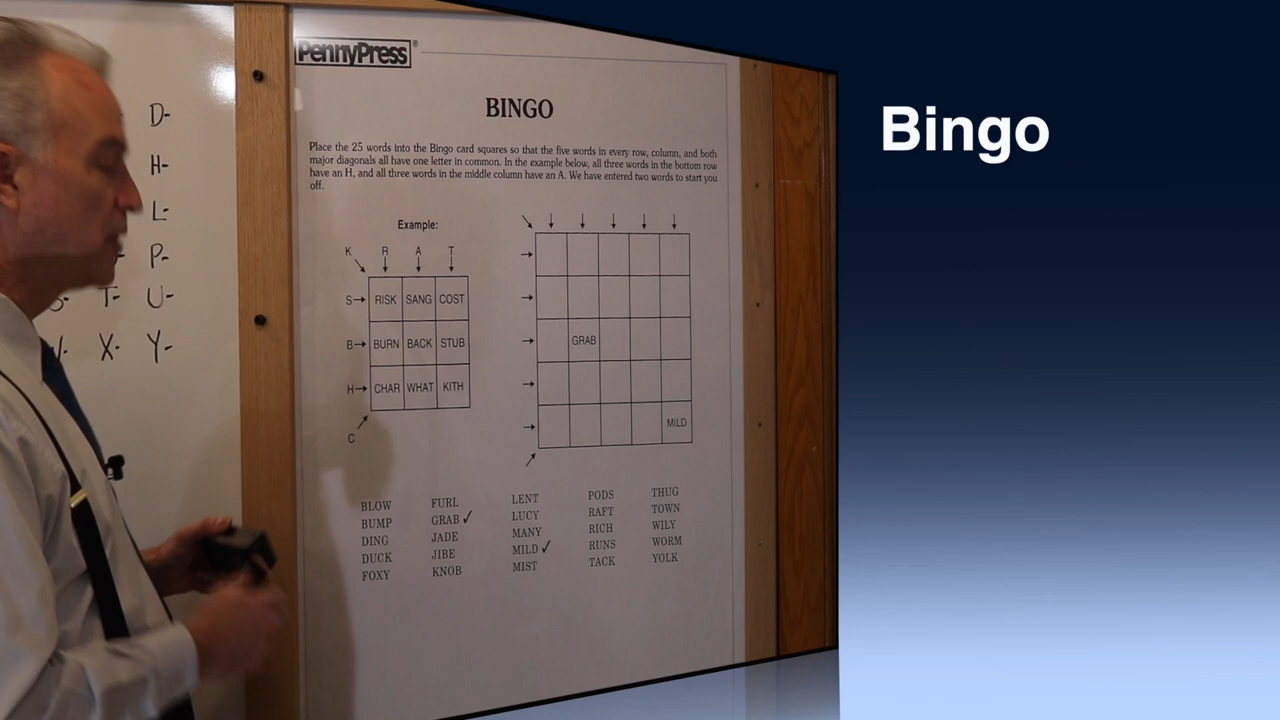 Bingo
PennyPress®
BINGO
Place the 25 words into the Bingo card squares so that the five words in every row, column, and both
major diagonals all have one letter in common. In the example below, all three words in the bottom row
have an H, and all three words in the middle column have an A. We have entered two words to start you
off.
Example:
K R A T
S→ RISK SANG COST
B→ BURN BACK STUB
H→ CHAR WHAT KITH
C
GRAB
MILD
BLOW FURL LENT PODS THUG
BUMP GRAB ✓ LUCY RAFT TOWN
DING JADE MANY RICH WILY
DUCK JIBE MILD ✓ RUNS WORM
FOXY KNOB MIST TACK YOLK
D-
H-
L-
P-
T- U-
X- Y-